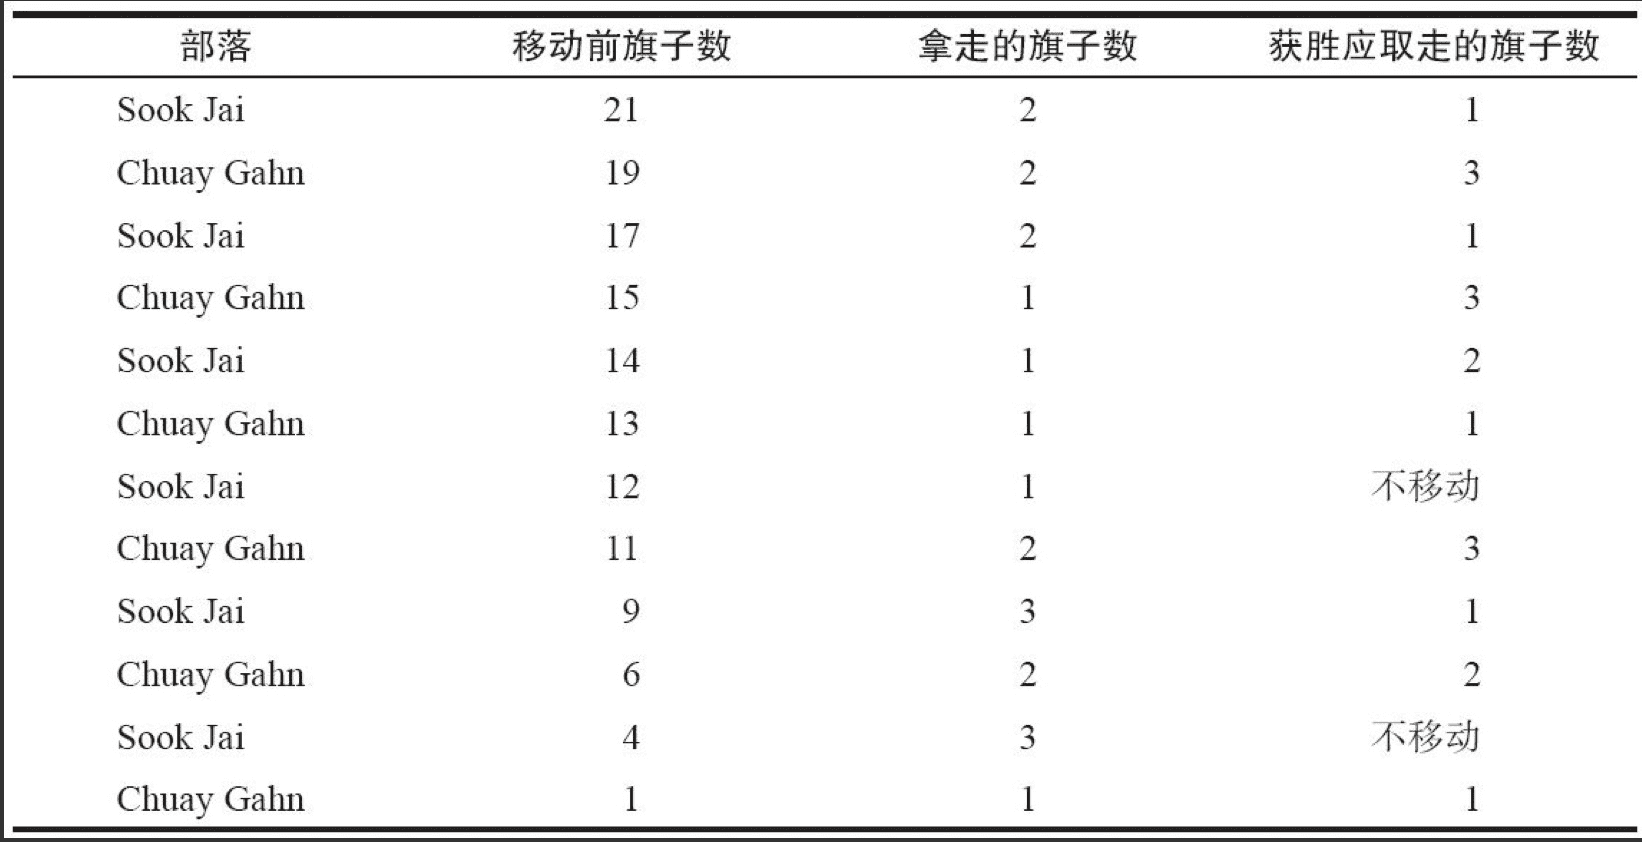 部落 移动前旗子数 拿走的旗子数 获胜应取走的旗子数
Sook Jai 21 2 1
Chuay Gahn 19 2 3
Sook Jai 17 2 1
Chuay Gahn 15 1 3
Sook Jai 14 1 2
Chuay Gahn 13 1 1
Sook Jai 12 1 不移动
Chuay Gahn 11 2 3
Sook Jai 9 3 1
Chuay Gahn 6 2 2
Sook Jai 4 3 不移动
Chuay Gahn 1 1 1